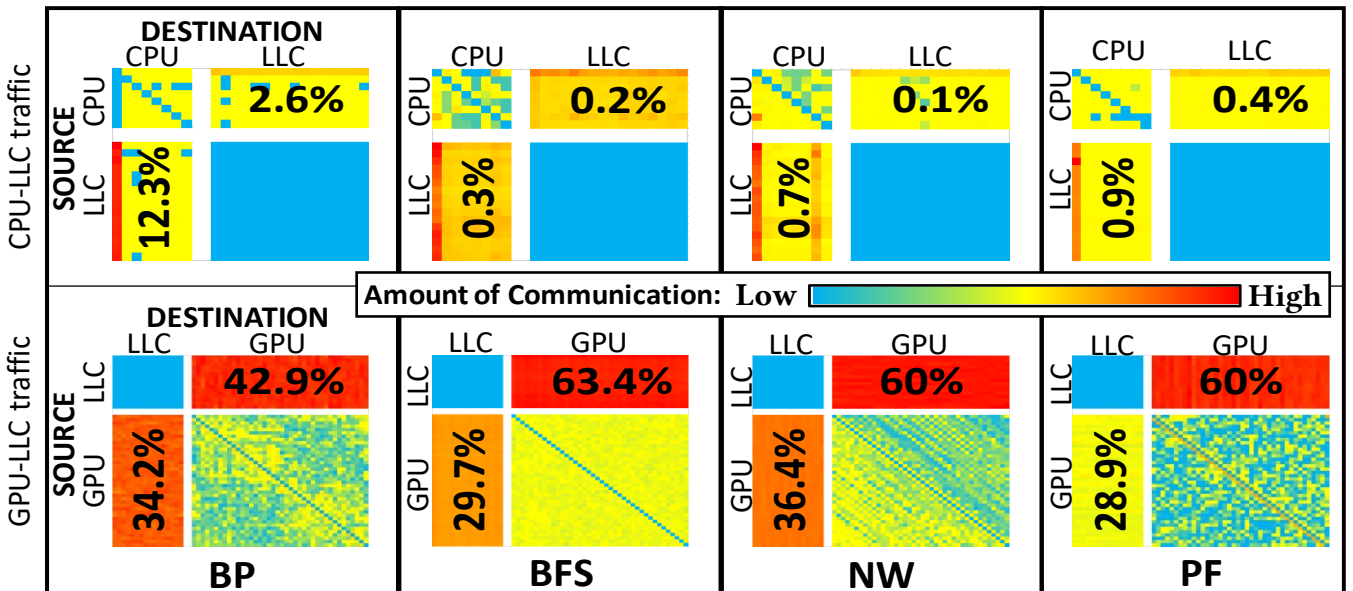 CPU-LLC traffic
SOURCE
DESTINATION
CPU LLC
CPU
2.6%
LLC
12.3%
CPU LLC
CPU
0.2%
LLC
0.3%
CPU LLC
CPU
0.1%
LLC
0.7%
CPU LLC
CPU
0.4%
LLC
0.9%
Amount of Communication: Low High
GPU-LLC traffic
SOURCE
DESTINATION
LLC GPU
LLC
42.9%
GPU
34.2%
BP
LLC GPU
LLC
63.4%
GPU
29.7%
BFS
LLC GPU
LLC
60%
GPU
36.4%
NW
LLC GPU
LLC
60%
GPU
28.9%
PF